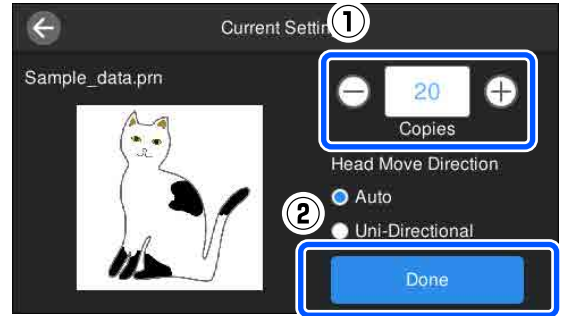 Current Settin
①
Sample_data.prn
20
Copies
Head Move Direction
Auto
②
Uni-Directional
Done